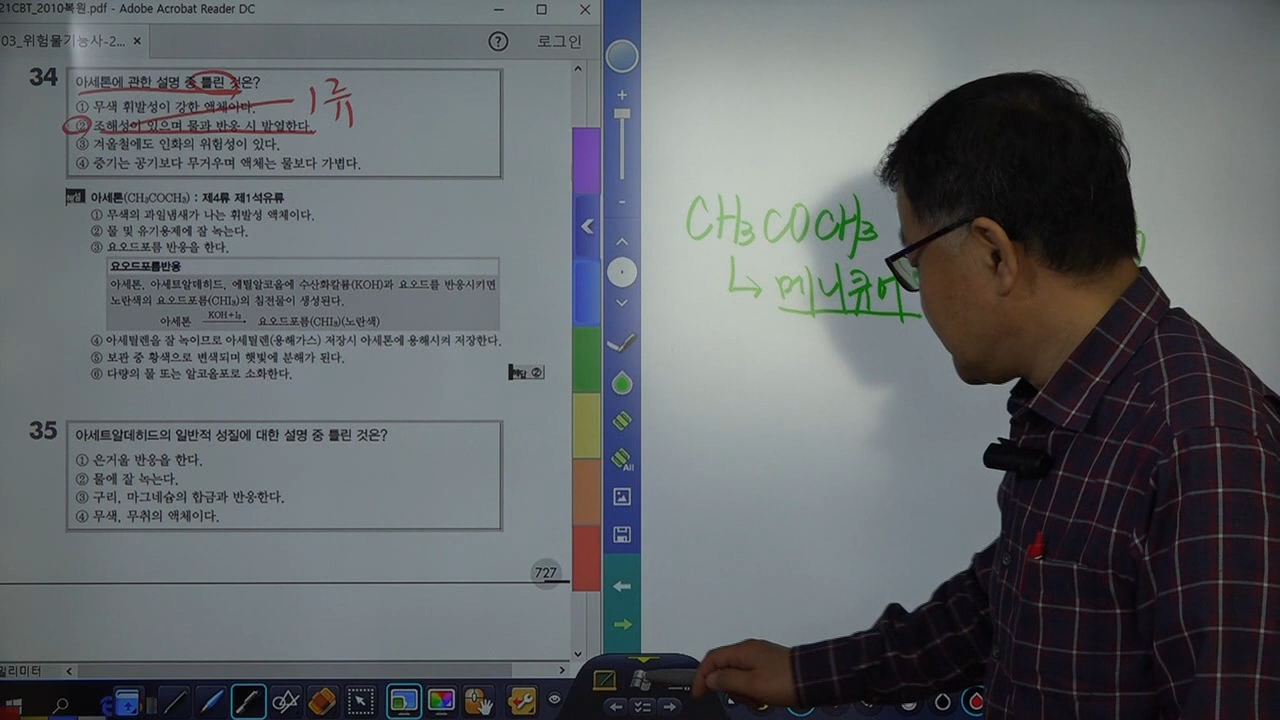 21CBT_2010복원.pdf - Adobe Acrobat Reader DC
03_위험물기능사-2... ×
로그인
34 아세톤에 관한 설명 중 틀린 것은?
① 무색 휘발성이 강한 액체이다.
1류
② 조해성이 있으며 물과 반응 시 발열한다.
③ 겨울철에도 인화의 위험성이 있다.
④ 증기는 공기보다 무거우며 액체는 물보다 가볍다.
아세톤(CH₃COCH₃) : 제4류 제1석유류
① 무색의 과일냄새가 나는 휘발성 액체이다.
② 물 및 유기용제에 잘 녹는다.
③ 요오드포름 반응을 한다.
요오드포름반응
아세톤, 아세트알데히드, 에틸알코올에 수산화칼륨(KOH)과 요오드를 반응시키면
노란색의 요오드포름(CHI₃)의 침전물이 생성된다.
아세톤 KOH+I₂ 요오드포름(CHI₃)(노란색)
④ 아세틸렌을 잘 녹이므로 아세틸렌(용해가스) 저장시 아세톤에 용해시켜 저장한다.
⑤ 보관 중 황색으로 변색되며 햇빛에 분해가 된다.
⑥ 다량의 물 또는 알코올포로 소화한다.
②
35 아세트알데히드의 일반적 성질에 대한 설명 중 틀린 것은?
① 은거울 반응을 한다.
② 물에 잘 녹는다.
③ 구리, 마그네슘의 합금과 반응한다.
④ 무색, 무취의 액체이다.
727
밀리미터
All
CH₃COCH₃
↳ 메니큐어